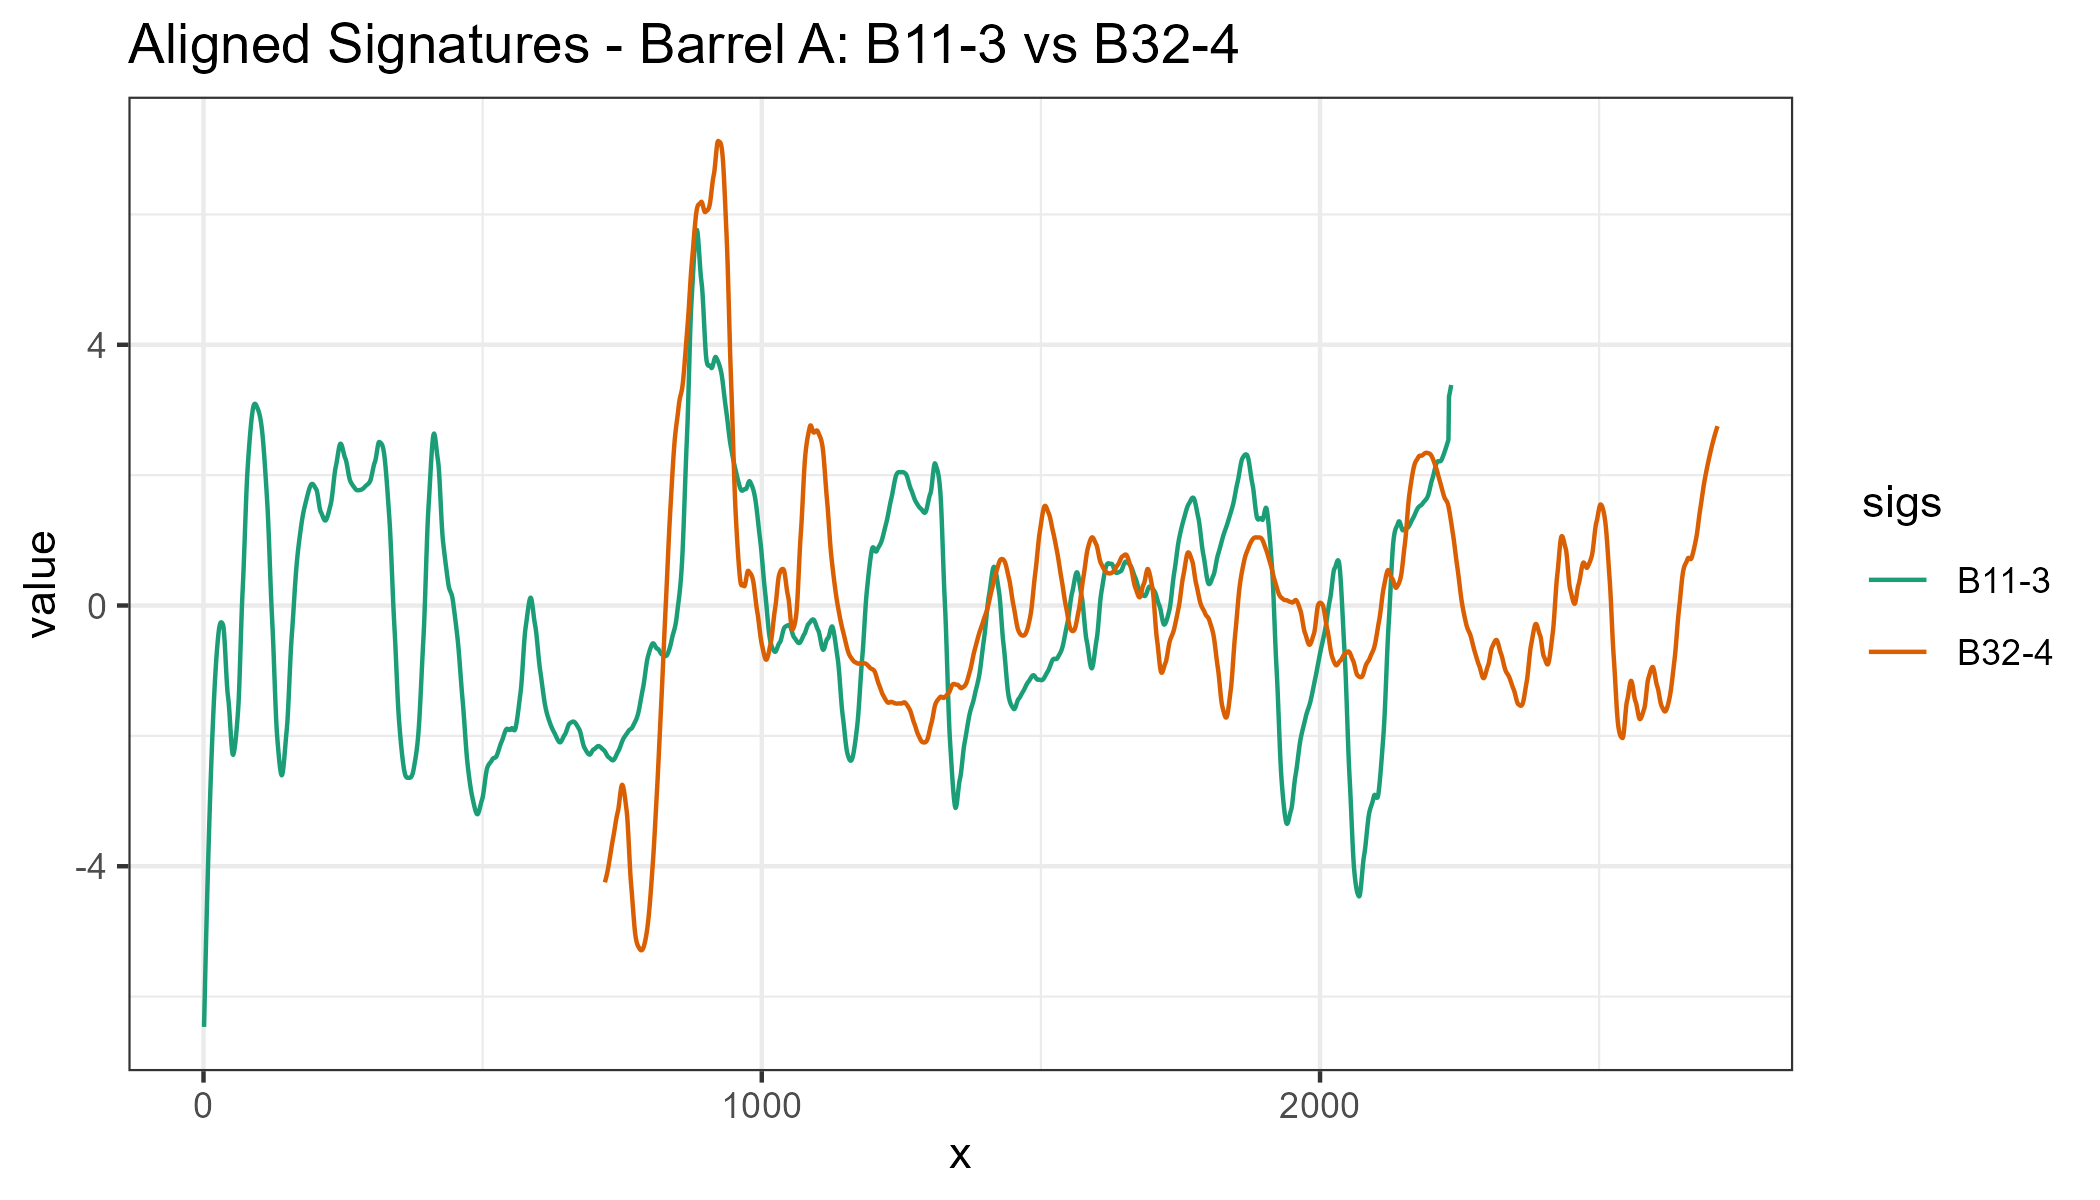 Aligned Signatures - Barrel A: B11-3 vs B32-4
value
4
0
-4
0
1000
2000
x
sigs
B11-3
B32-4